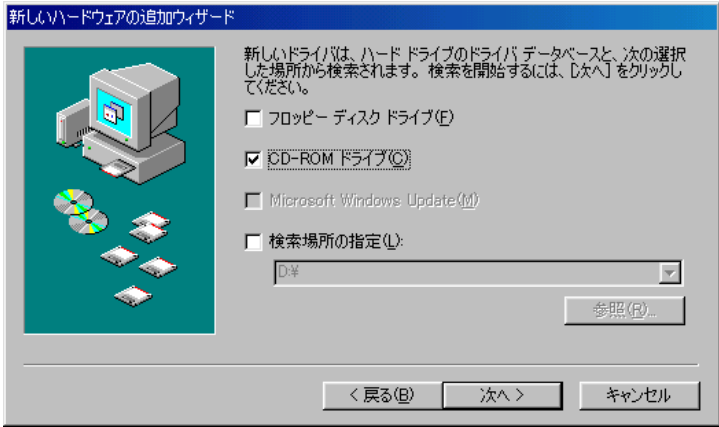 新しいハードウェアの追加ウィザード
新しいドライバは、ハード ドライブのドライバ データベースと、次の選択
した場所から検索されます。検索を開始するには、[次へ] をクリックし
てください。
フロッピー ディスク ドライブ(F)
CD-ROM ドライブ(C)
Microsoft Windows Update(M)
検索場所の指定(L):
D:¥
参照(R)...
< 戻る(B)
次へ >
キャンセル